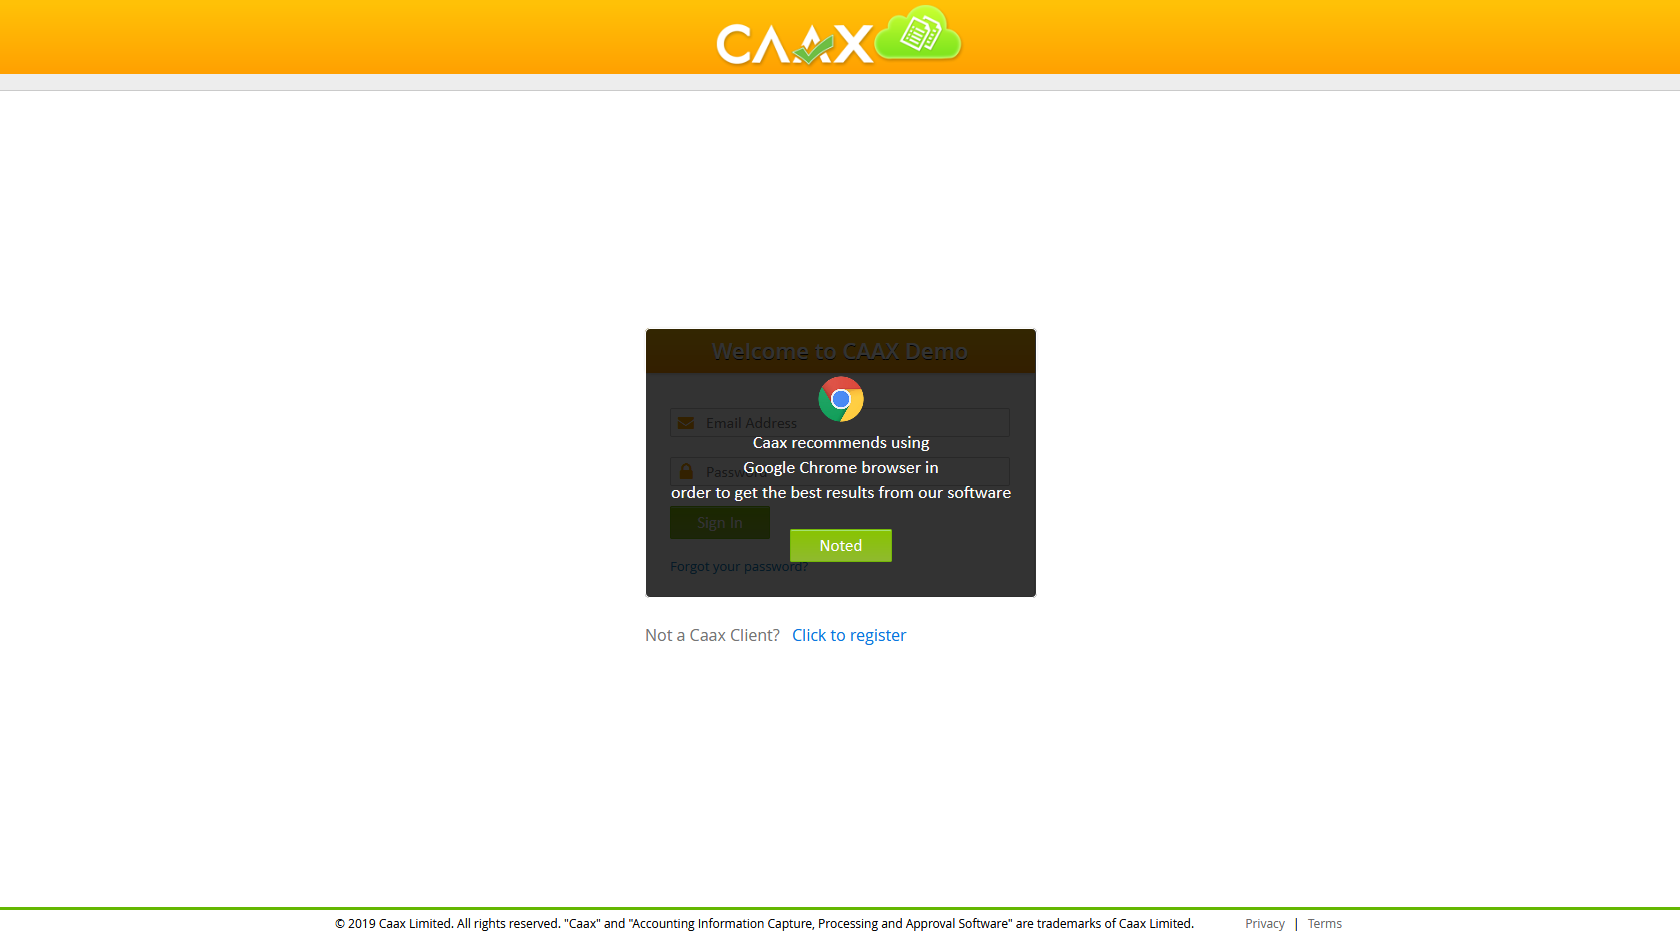 CAAX
Welcome to CAAX Demo
Email Address
Caax recommends using
Password
Google Chrome browser in
order to get the best results from our software
Sign In
Noted
Forgot your password?
Not a Caax Client? Click to register
© 2019 Caax Limited. All rights reserved. "Caax" and "Accounting Information Capture, Processing and Approval Software" are trademarks of Caax Limited. Privacy | Terms